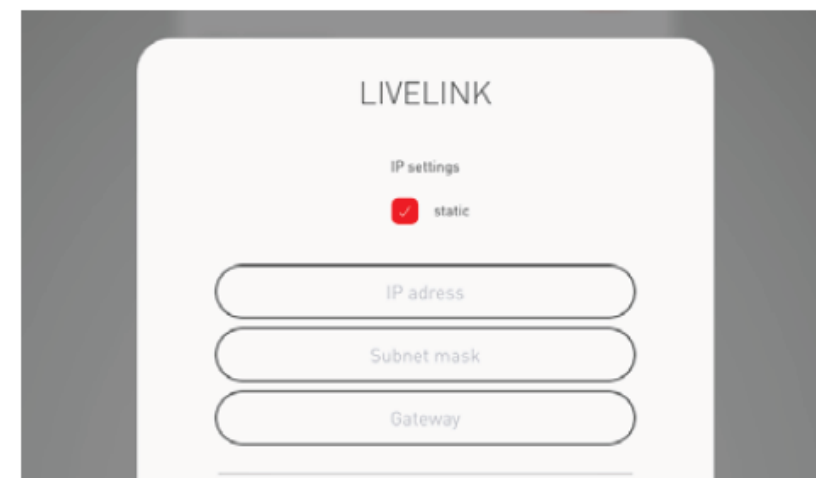 LIVELINK
IP settings
static
IP adress
Subnet mask
Gateway